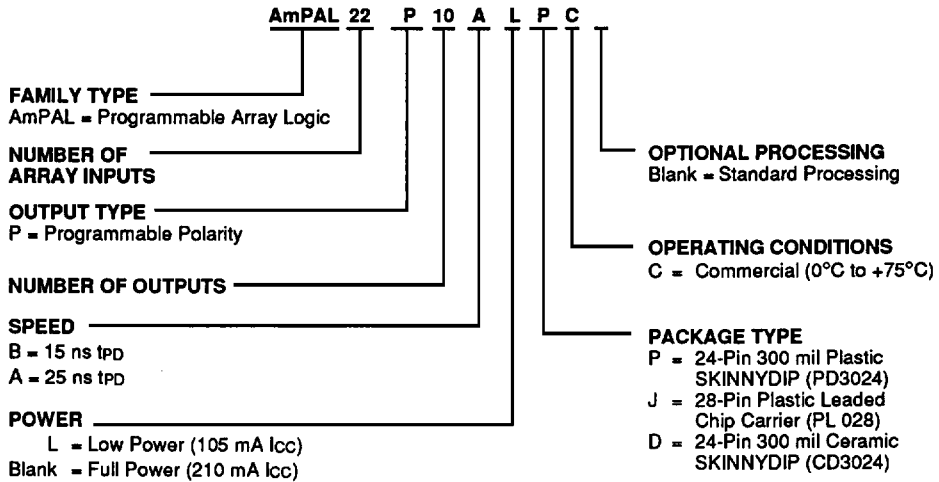 AmPAL 22 P 10 A L P C
FAMILY TYPE
AmPAL = Programmable Array Logic
NUMBER OF
ARRAY INPUTS
OUTPUT TYPE
P = Programmable Polarity
NUMBER OF OUTPUTS
SPEED
B = 15 ns tPD
A = 25 ns tPD
POWER
L = Low Power (105 mA ICC)
Blank = Full Power (210 mA ICC)
OPTIONAL PROCESSING
Blank = Standard Processing
OPERATING CONDITIONS
C = Commercial (0°C to +75°C)
PACKAGE TYPE
P = 24-Pin 300 mil Plastic
SKINNYDIP (PD3024)
J = 28-Pin Plastic Leaded
Chip Carrier (PL 028)
D = 24-Pin 300 mil Ceramic
SKINNYDIP (CD3024)